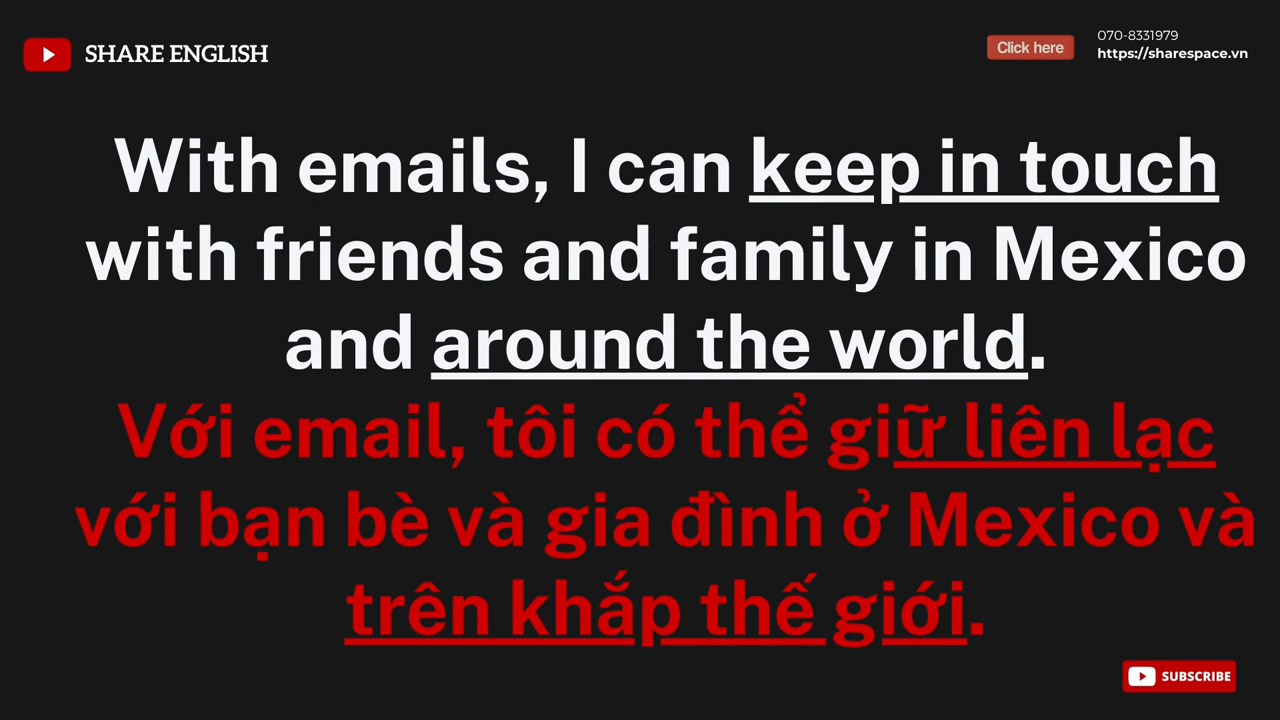 SHARE ENGLISH
Click here
070-8331979
https://sharespace.vn
With emails, I can keep in touch
with friends and family in Mexico
and around the world.
Với email, tôi có thể giữ liên lạc
với bạn bè và gia đình ở Mexico và
trên khắp thế giới.
SUBSCRIBE